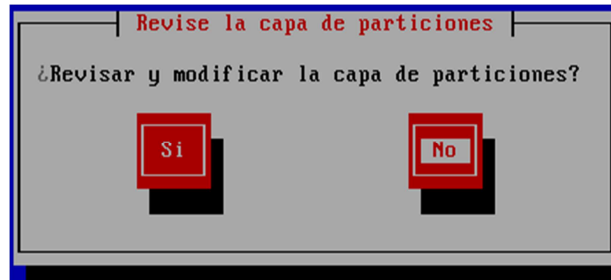 Revise la capa de particiones
¿Revisar y modificar la capa de particiones?
Si No